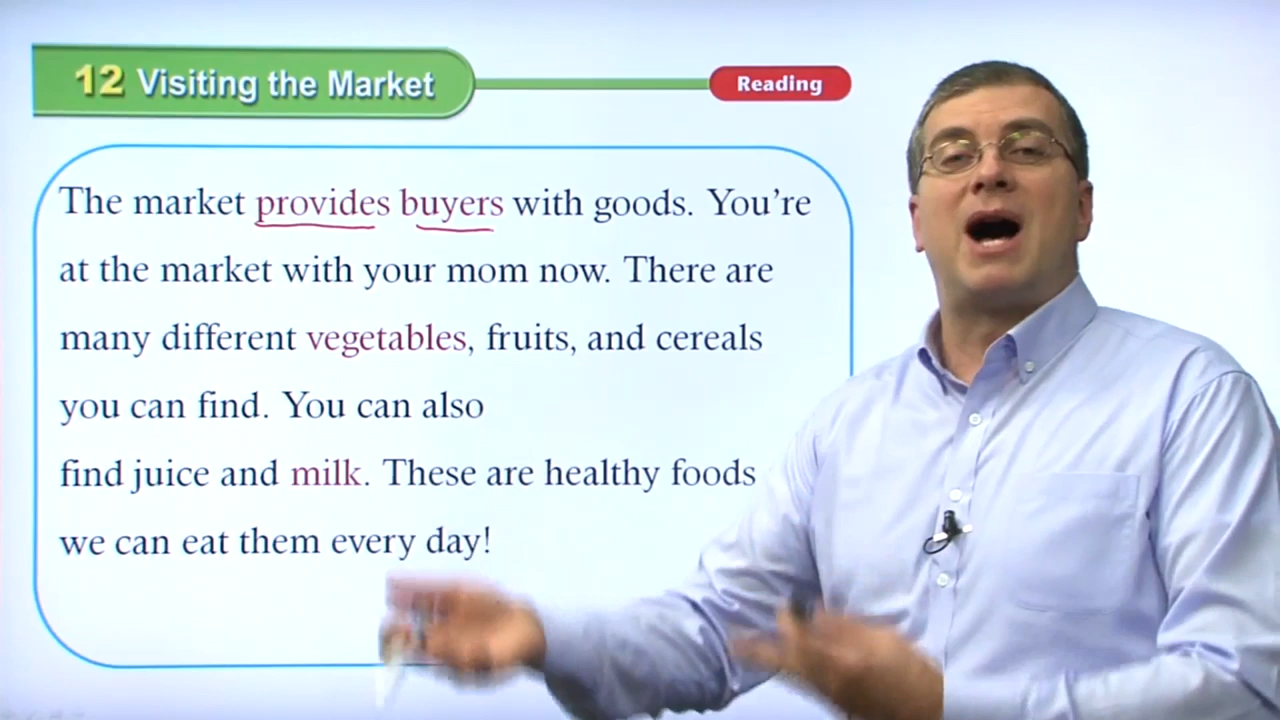 12 Visiting the Market
Reading
The market provides buyers with goods. You're
at the market with your mom now. There are
many different vegetables, fruits, and cereals
you can find. You can also
find juice and milk. These are healthy foods
we can eat them every day!